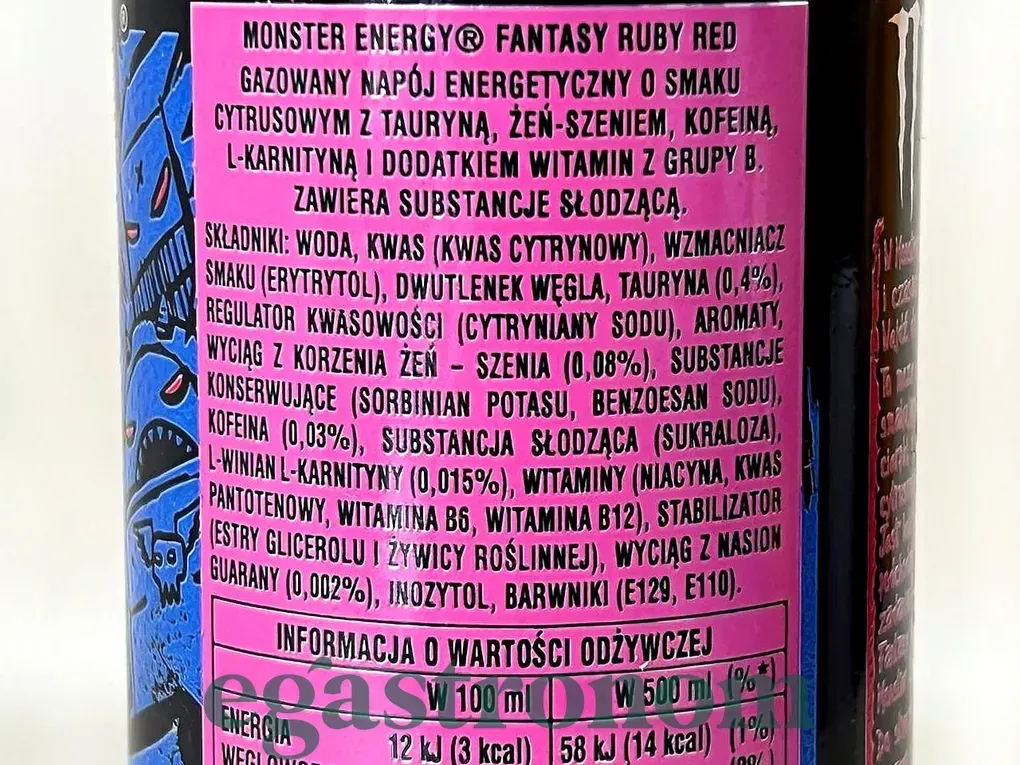 MONSTER ENERGY® FANTASY RUBY RED
GAZOWANY NAPÓJ ENERGETYCZNY O SMAKU
CYTRUSOWYM Z TAURYNĄ, ŻEŃ-SZENIEM, KOFEINĄ,
L-KARNITYNĄ I DODATKIEM WITAMIN Z GRUPY B.
ZAWIERA SUBSTANCJE SŁODZĄCĄ.
SKŁADNIKI: WODA, KWAS (KWAS CYTRYNOWY), WZMACNIACZ
SMAKU (ERYTRYTOL), DWUTLENEK WĘGLA, TAURYNA (0,4%),
REGULATOR KWASOWOŚCI (CYTRYNIANY SODU), AROMATY,
WYCIĄG Z KORZENIA ŻEŃ – SZENIA (0,08%), SUBSTANCJE
KONSERWUJĄCE (SORBINIAN POTASU, BENZOESAN SODU),
KOFEINA (0,03%), SUBSTANCJA SŁODZĄCA (SUKRALOZA),
L-WINIAN L-KARNITYNY (0,015%), WITAMINY (NIACYNA, KWAS
PANTOTENOWY, WITAMINA B6, WITAMINA B12), STABILIZATOR
(ESTRY GLICEROLU I ŻYWICY ROŚLINNEJ), WYCIĄG Z NASION
GUARANY (0,002%), INOZYTOL, BARWNIKI (E129, E110).
INFORMACJA O WARTOŚCI ODŻYWCZEJ
W 100 ml W 500 ml (%*)
ENERGIA 12 kJ (3 kcal) 58 kJ (14 kcal) (1%)
egastronom